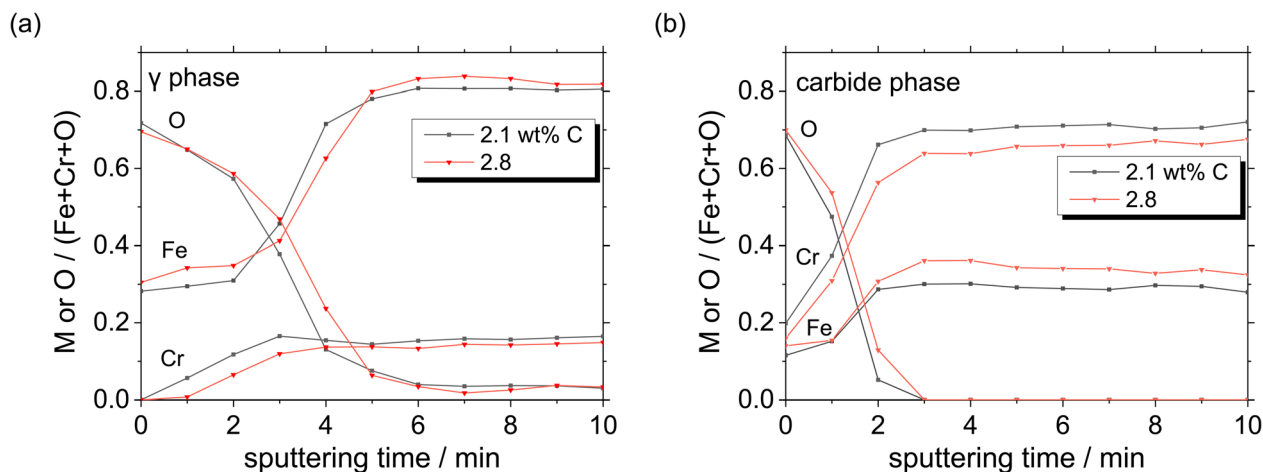 (a)
γ phase
O
Fe
Cr
2.1 wt% C
2.8
M or O / (Fe+Cr+O)
0.8
0.6
0.4
0.2
0.0
0 2 4 6 8 10
sputtering time / min
(b)
carbide phase
O
Cr
Fe
2.1 wt% C
2.8
M or O / (Fe+Cr+O)
0.8
0.6
0.4
0.2
0.0
0 2 4 6 8 10
sputtering time / min